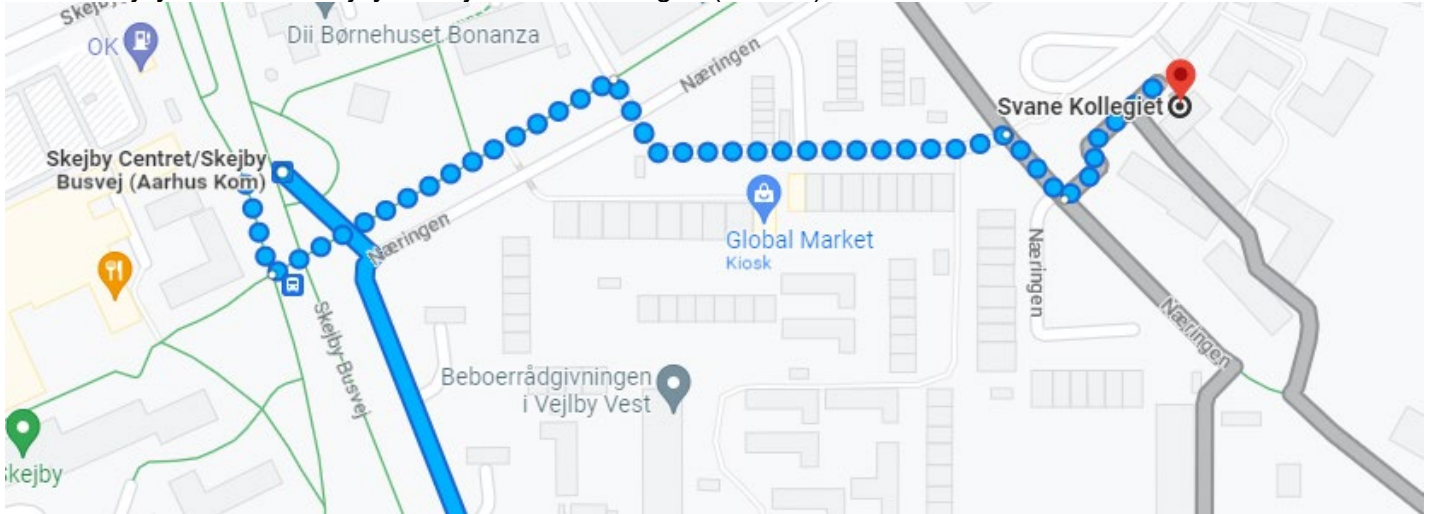 Skejby
OK
Dii Børnehuset Bonanza
Næringen
Svane Kollegiet
Skejby Centret/Skejby
Busvej (Aarhus Kom)
Næringen
Global Market
Kiosk
Næringen
Skejby Busvej
Næringen
Beboerrådgivningen
i Vejlby Vest
kejby